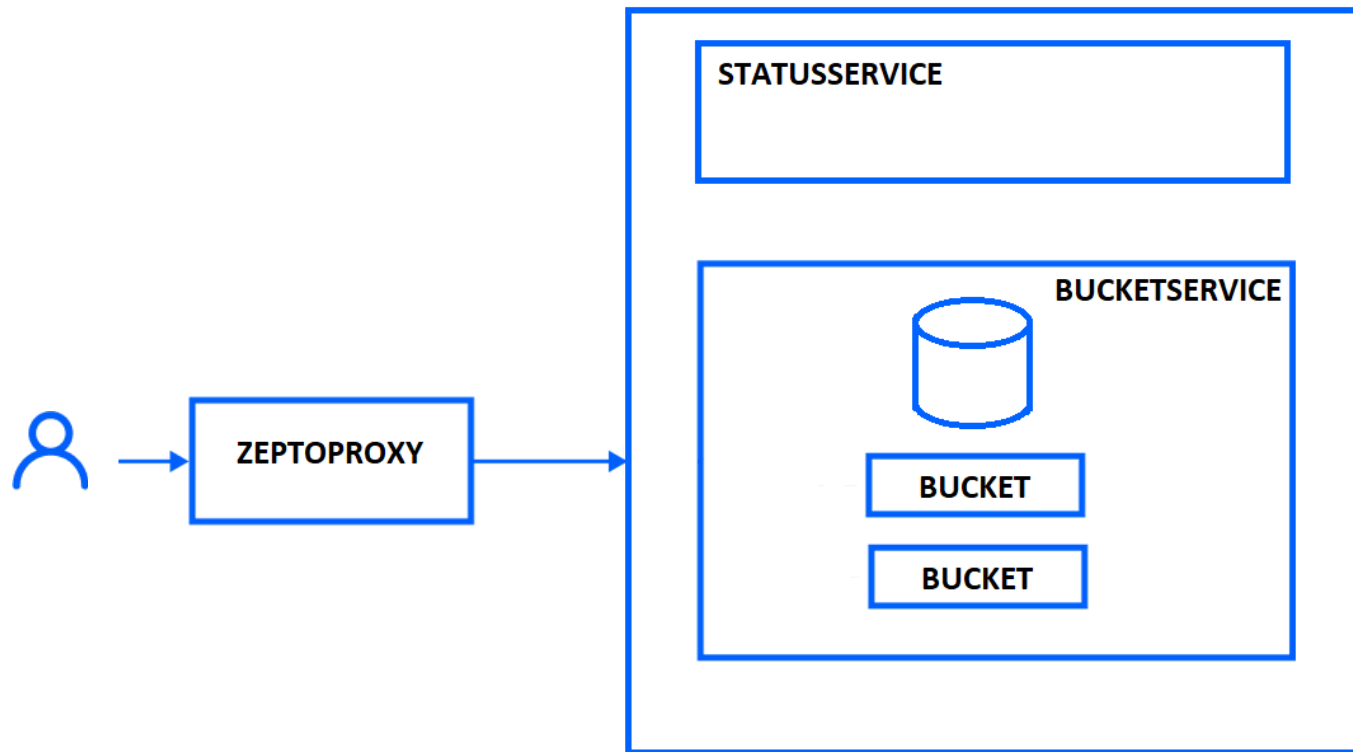 STATUSSERVICE
BUCKETSERVICE
ZEPTOPROXY
BUCKET
BUCKET